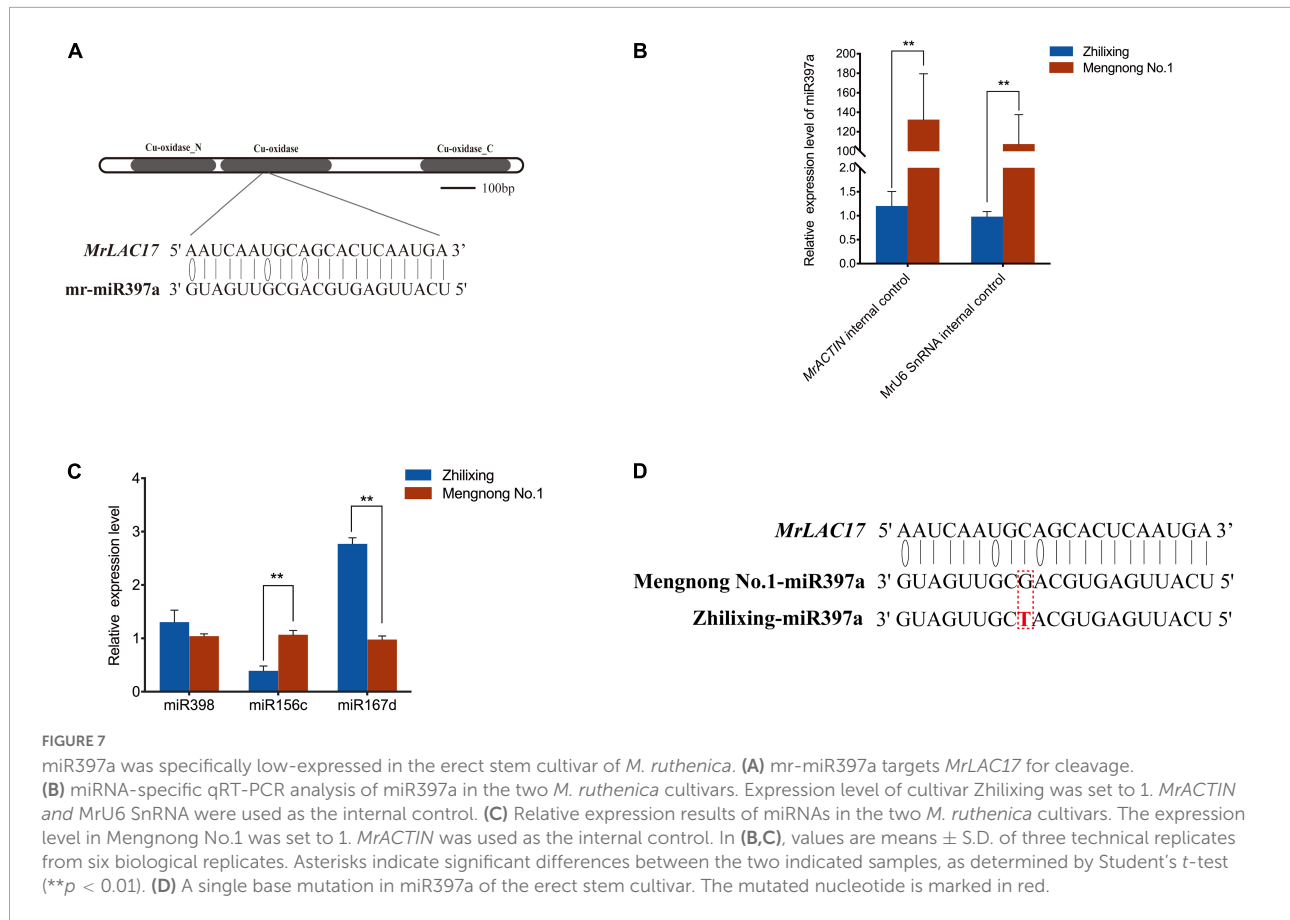 A
Cu-oxidase_N
Cu-oxidase
Cu-oxidase_C
100bp
MrLAC17 5' AAUCAAUGCAGCACUCAAUGA 3’
mr-miR397a 3' GUAGUUGCGACGUGAGUUACU 5'
B
Relative expression level of miR397a
200
180
160
140
120
100
2.0
1.5
1.0
0.5
0.0
**
**
Zhilixing
Mengnong No.1
MrACTIN internal control
MrU6 SnRNA internal control
C
Relative expression level
4
3
2
1
0
**
**
Zhilixing
Mengnong No.1
miR398
miR156c
miR167d
D
MrLAC17 5' AAUCAAUGCAGCACUCAAUGA 3’
Mengnong No.1-miR397a 3' GUAGUUGCGACGUGAGUUACU 5'
Zhilixing-miR397a 3' GUAGUUGCTACGUGAGUUACU 5'
FIGURE 7
miR397a was specifically low-expressed in the erect stem cultivar of M. ruthenica. (A) mr-miR397a targets MrLAC17 for cleavage.
(B) miRNA-specific qRT-PCR analysis of miR397a in the two M. ruthenica cultivars. Expression level of cultivar Zhilixing was set to 1. MrACTIN
and MrU6 SnRNA were used as the internal control. (C) Relative expression results of miRNAs in the two M. ruthenica cultivars. The expression
level in Mengnong No.1 was set to 1. MrACTIN was used as the internal control. In (B,C), values are means ± S.D. of three technical replicates
from six biological replicates. Asterisks indicate significant differences between the two indicated samples, as determined by Student’s t-test
(**p < 0.01). (D) A single base mutation in miR397a of the erect stem cultivar. The mutated nucleotide is marked in red.